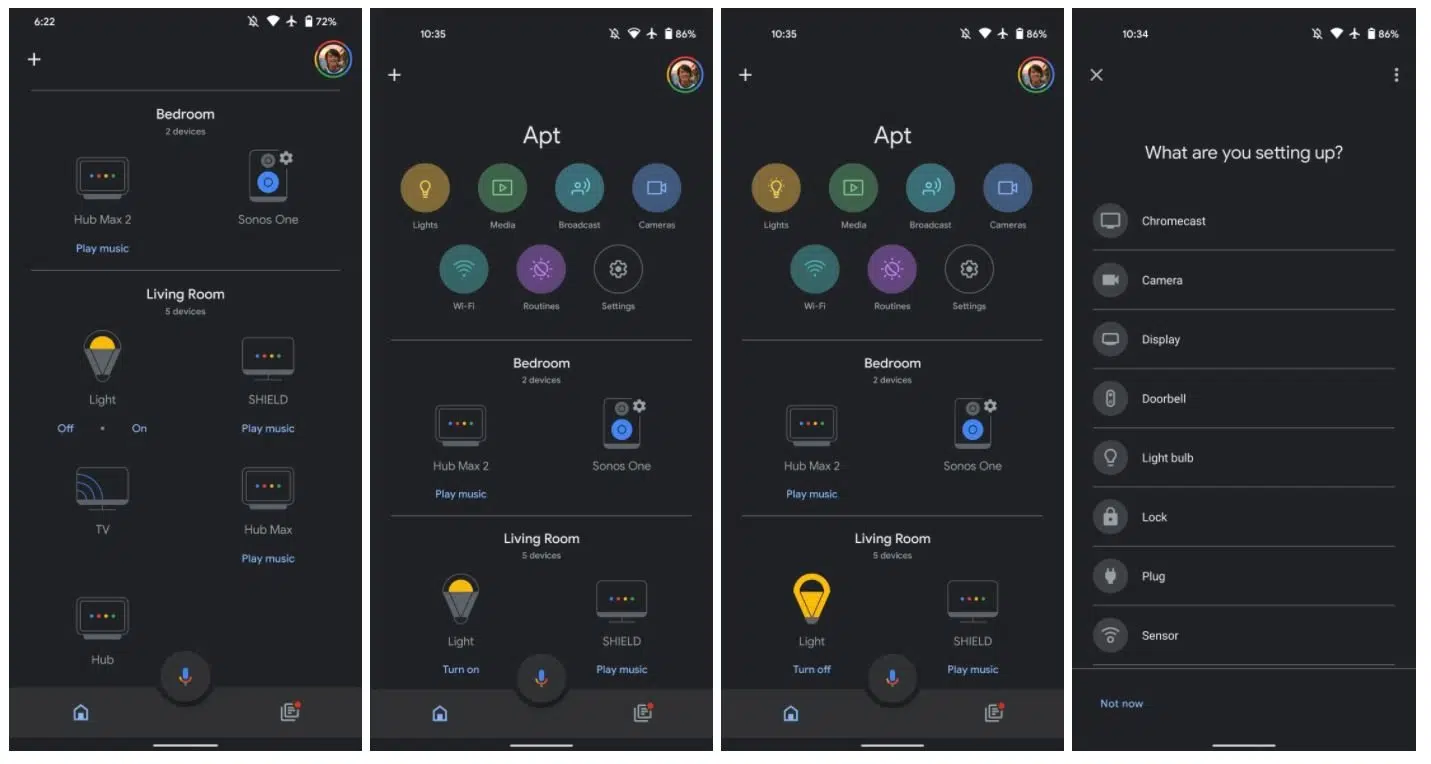 6:22
72%
Bedroom
2 devices
Hub Max 2
Sonos One
Play music
Living Room
5 devices
Light
SHIELD
Off • On
Play music
TV
Hub Max
Play music
Hub
10:35
86%
Apt
Lights
Media
Broadcast
Cameras
Wi-Fi
Routines
Settings
Bedroom
2 devices
Hub Max 2
Sonos One
Play music
Living Room
5 devices
Light
SHIELD
Turn on
Play music
10:35
86%
Apt
Lights
Media
Broadcast
Cameras
Wi-Fi
Routines
Settings
Bedroom
2 devices
Hub Max 2
Sonos One
Play music
Living Room
5 devices
Light
SHIELD
Turn off
Play music
10:34
86%
What are you setting up?
Chromecast
Camera
Display
Doorbell
Light bulb
Lock
Plug
Sensor
Not now